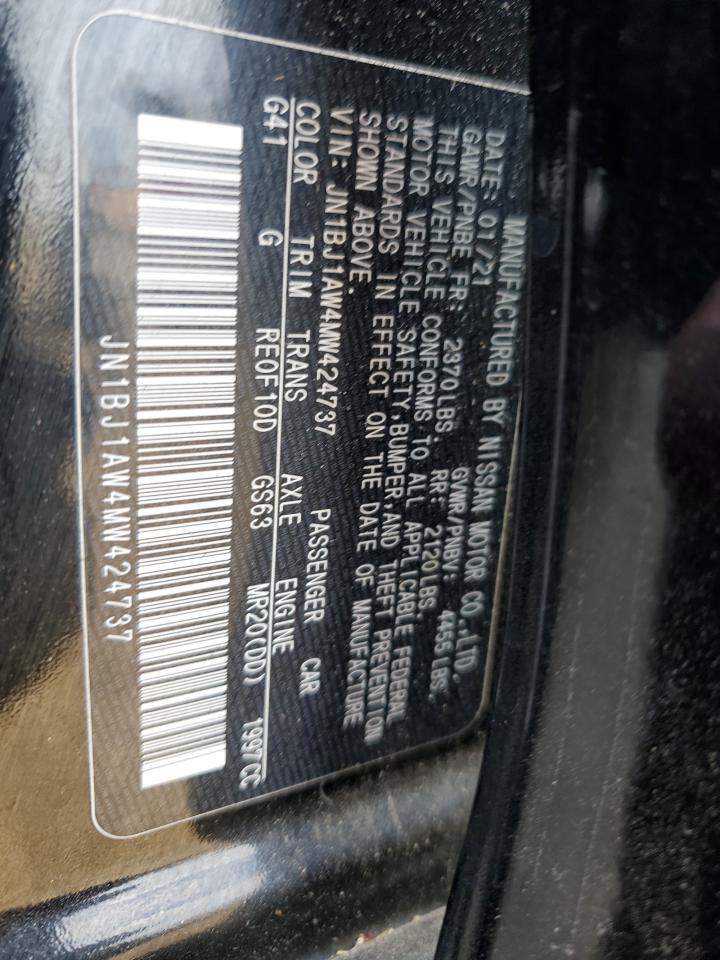 MANUFACTURED BY NISSAN MOTOR CO.,LTD.
DATE: 01/21 GVWR/PNBV: 4455 LBS.
GAWR/PNBE FR: 2370LBS. RR: 2120LBS
THIS VEHICLE CONFORMS TO ALL APPLICABLE FEDERAL
MOTOR VEHICLE SAFETY,BUMPER,AND THEFT PREVENTION
STANDARDS IN EFFECT ON THE DATE OF MANUFACTURE
SHOWN ABOVE.
VIN: JN1BJ1AW4MW424737 PASSENGER CAR
COLOR TRIM TRANS AXLE ENGINE
G41 G RE0F10D GS63 MR20(DD) 1997CC
JN1BJ1AW4MW424737